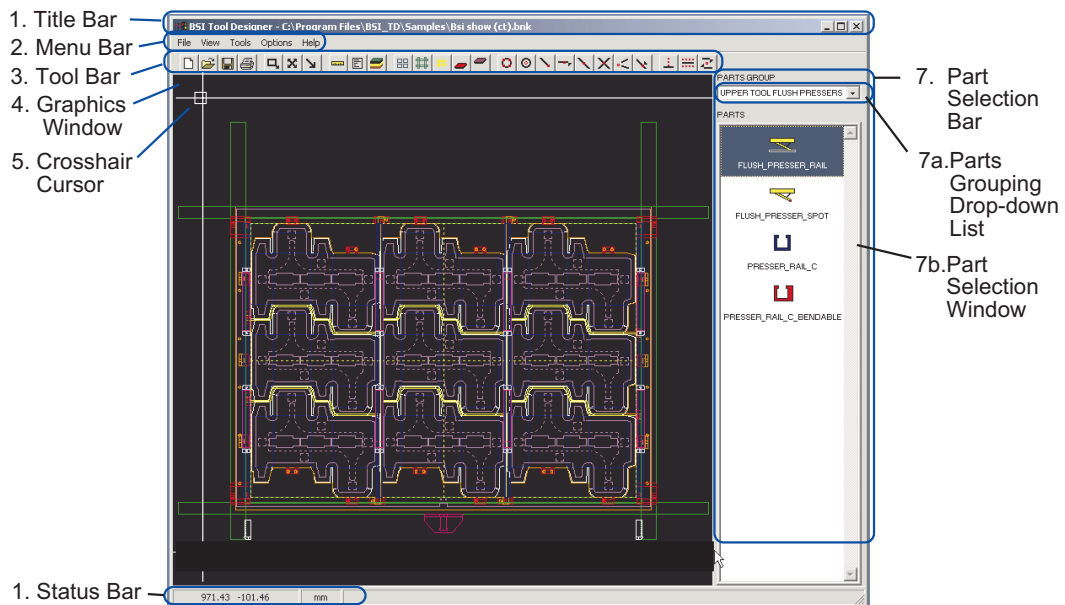 1. Title Bar
2. Menu Bar
3. Tool Bar
4. Graphics
Window
5. Crosshair
Cursor
BSI Tool Designer - C:\Program Files\BSI_TD\Samples\Bsi show (ct).bnk
File View Tools Options Help
PARTS GROUP
UPPER TOOL FLUSH PRESSERS
PARTS
FLUSH_PRESSER_RAIL
FLUSH_PRESSER_SPOT
PRESSER_RAIL_C
PRESSER_RAIL_C_BENDABLE
7. Part
Selection
Bar
7a.Parts
Grouping
Drop-down
List
7b.Part
Selection
Window
1. Status Bar
971.43 -101.46 mm